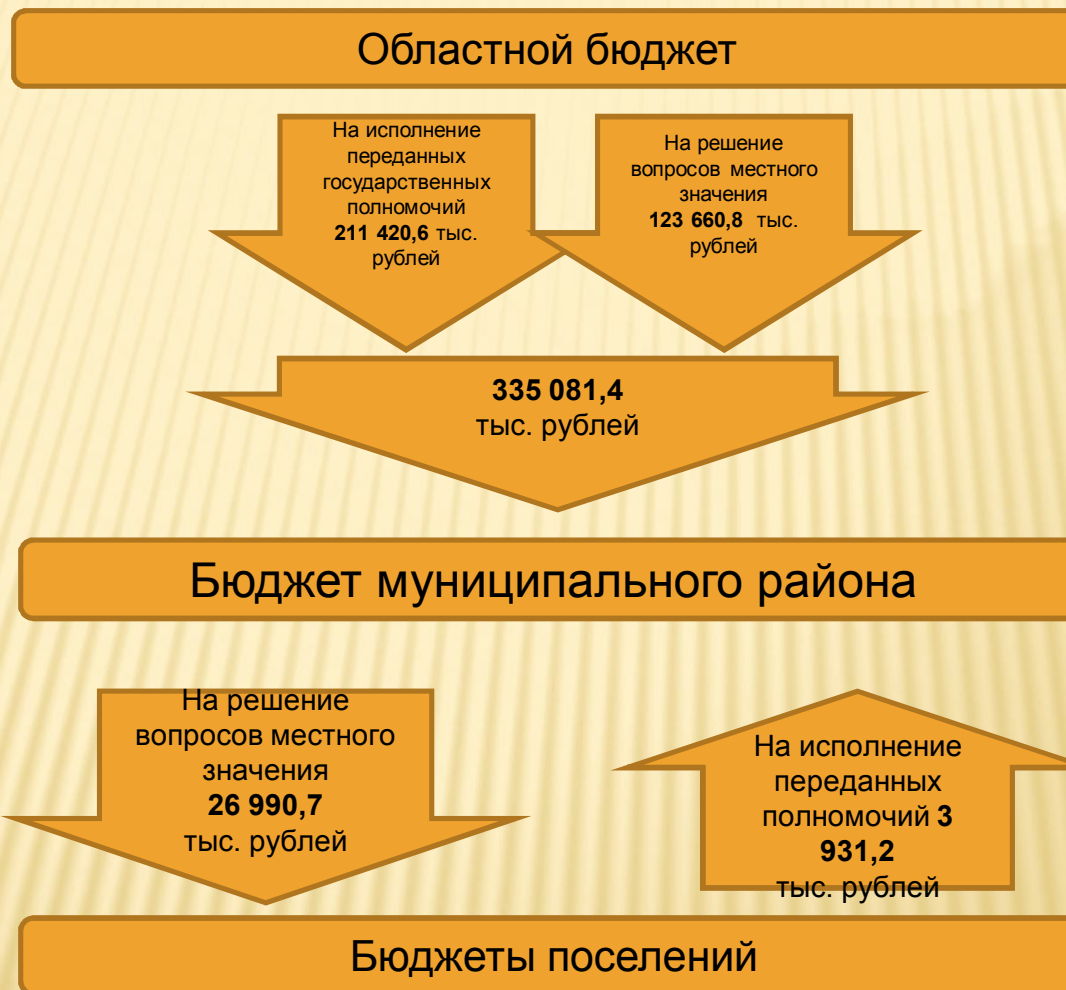 Областной бюджет
На исполнение
переданных
государственных
полномочий
211 420,6 тыс.
рублей
На решение
вопросов местного
значения
123 660,8 тыс.
рублей
335 081,4
тыс. рублей
Бюджет муниципального района
На решение
вопросов местного
значения
26 990,7
тыс. рублей
На исполнение
переданных
полномочий 3
931,2
тыс. рублей
Бюджеты поселений